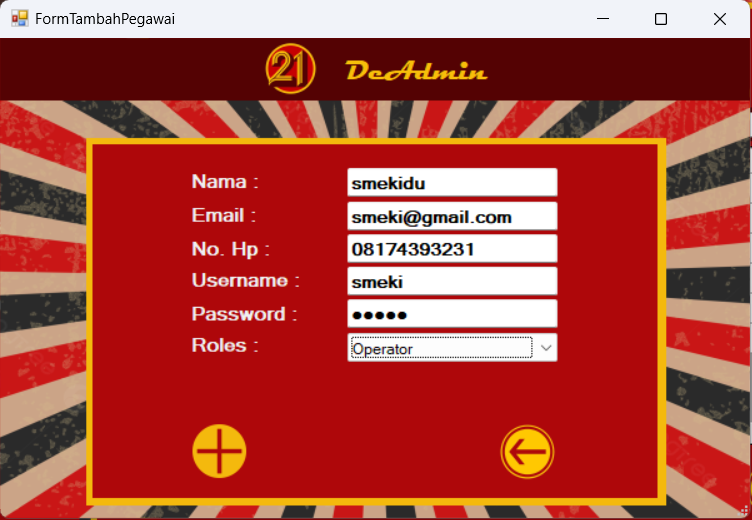 FormTambahPegawai
21 DeAdmin
Nama : smekidu
Email : smeki@gmail.com
No. Hp : 08174393231
Username : smeki
Password : ●●●●●
Roles : Operator